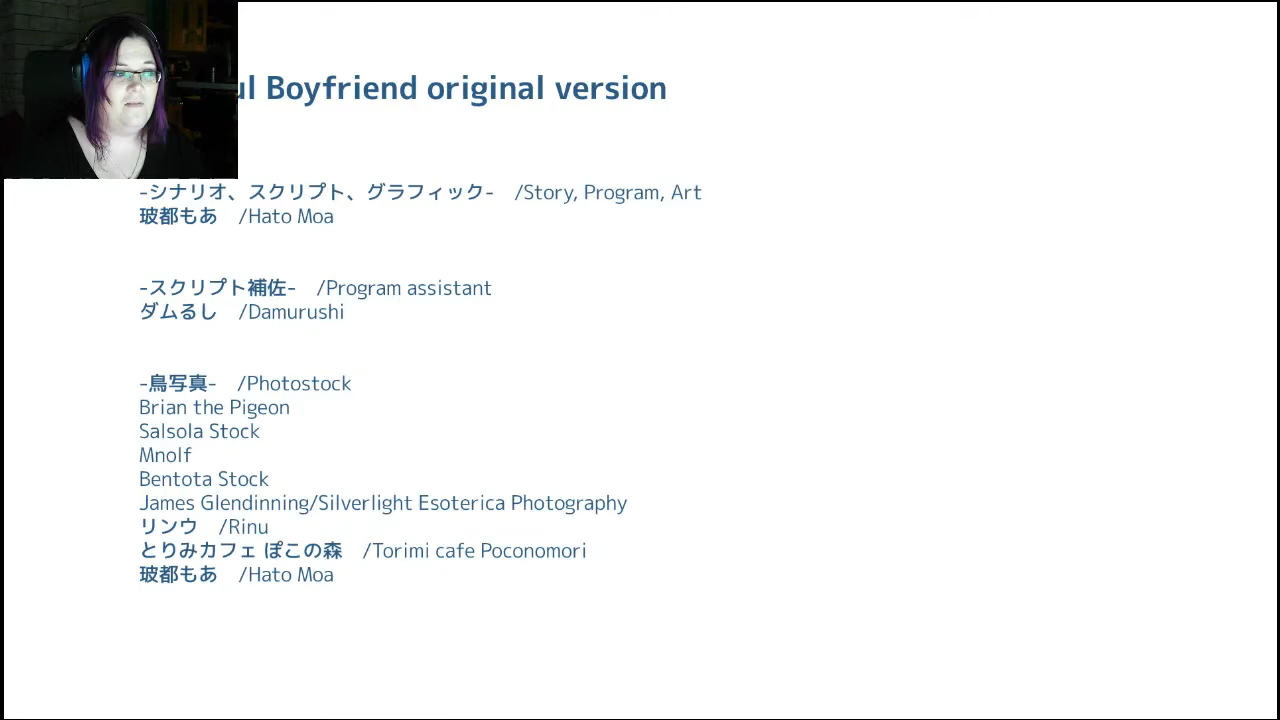 Boyfriend original version
-シナリオ、スクリプト、グラフィック- /Story, Program, Art
玻都もあ /Hato Moa
-スクリプト補佐- /Program assistant
ダムるし /Damurushi
-鳥写真- /Photostock
Brian the Pigeon
Salsola Stock
Mnolf
Bentota Stock
James Glendinning/Silverlight Esoterica Photography
リンウ /Rinu
とりみカフェ ぽこの森 /Torimi cafe Poconomori
玻都もあ /Hato Moa